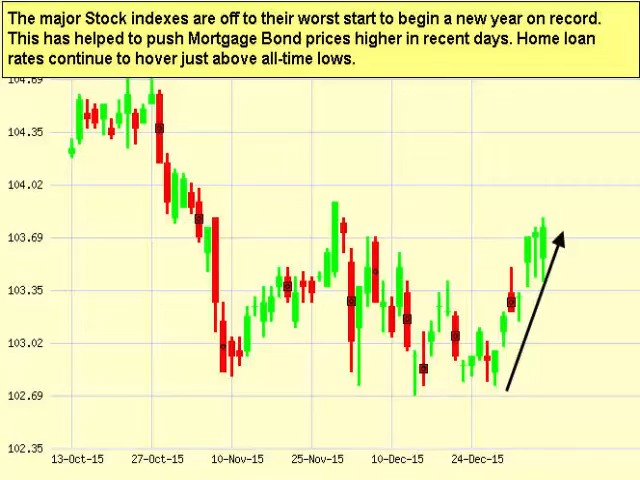 The major Stock indexes are off to their worst start to begin a new year on record.
This has helped to push Mortgage Bond prices higher in recent days. Home loan
rates continue to hover just above all-time lows.
104.69
104.35
104.02
103.69
103.35
103.02
102.69
102.35
13-Oct-15 27-Oct-15 10-Nov-15 25-Nov-15 10-Dec-15 24-Dec-15